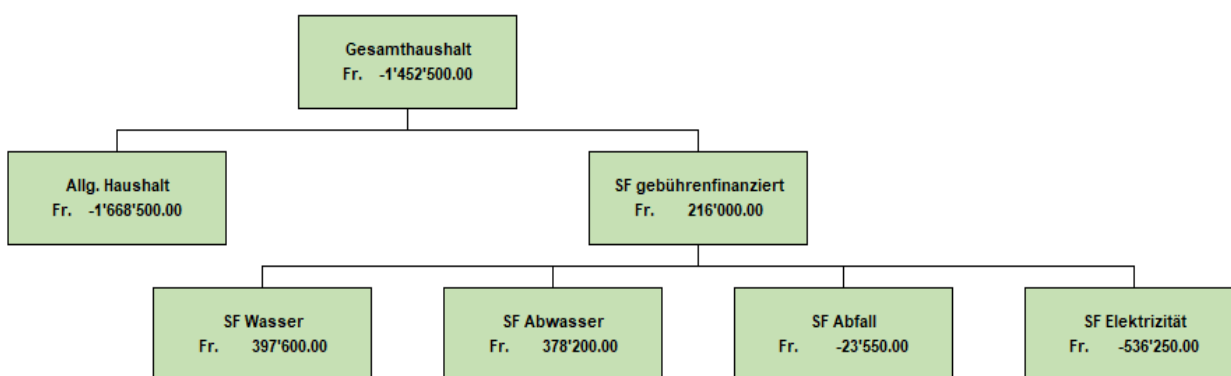 Gesamthaushalt
Fr. -1'452'500.00
Allg. Haushalt
Fr. -1'668'500.00
SF gebührenfinanziert
Fr. 216'000.00
SF Wasser
Fr. 397'600.00
SF Abwasser
Fr. 378'200.00
SF Abfall
Fr. -23'550.00
SF Elektrizität
Fr. -536'250.00